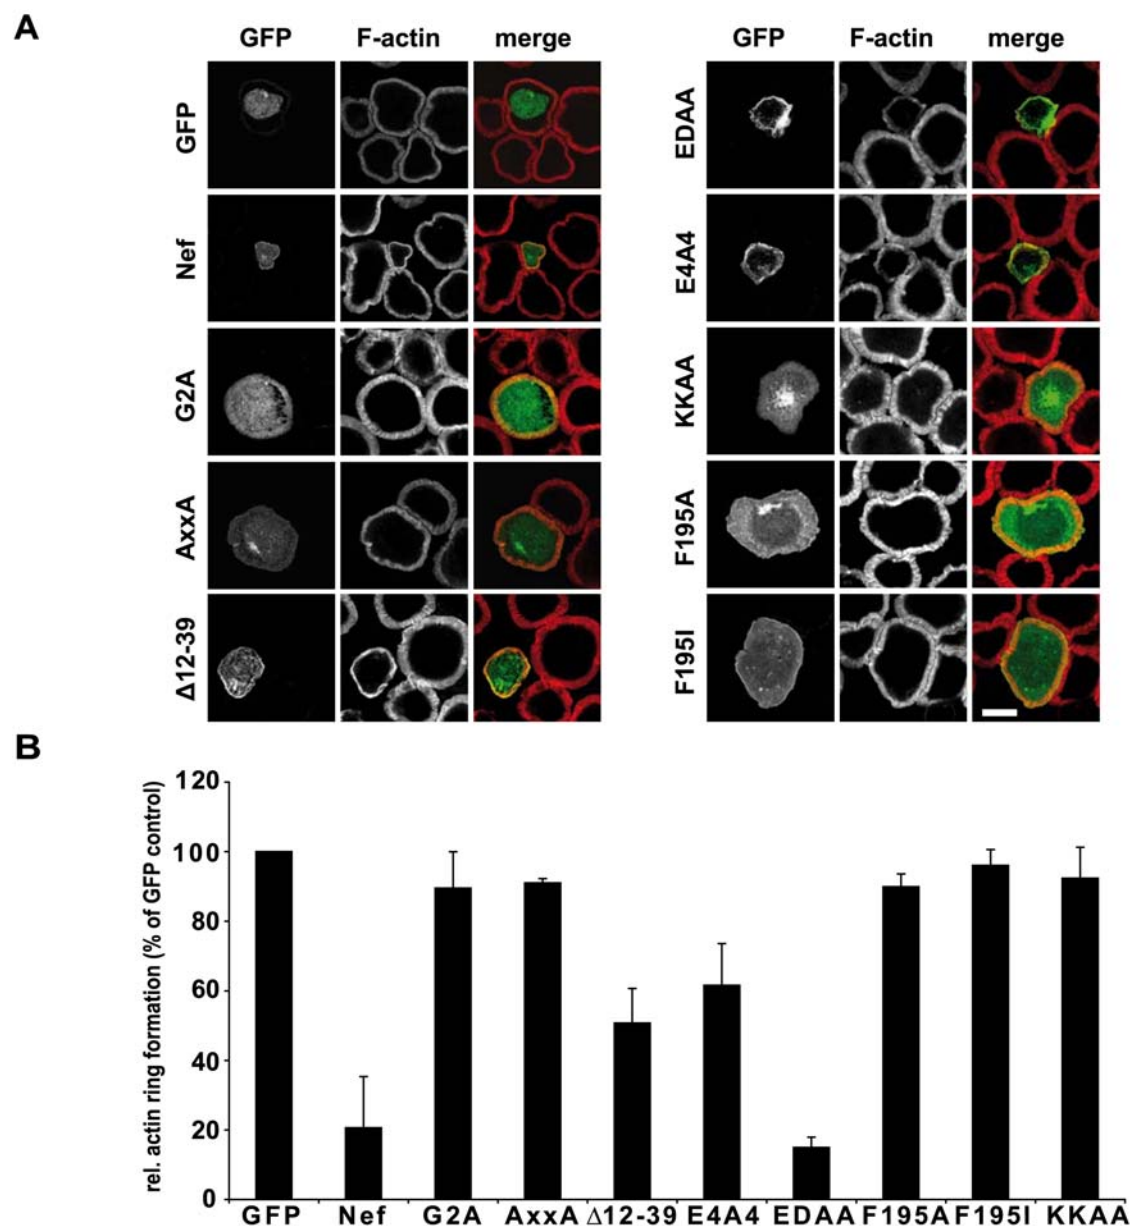 A
GFP F-actin merge
GFP
Nef
G2A
AxxA
Δ12-39
GFP F-actin merge
EDAA
E4A4
KKAA
F195A
F195I
B
rel. actin ring formation (% of GFP control)
120
100
80
60
40
20
0
GFP Nef G2A AxxA Δ12-39 E4A4 EDAA F195A F195I KKAA